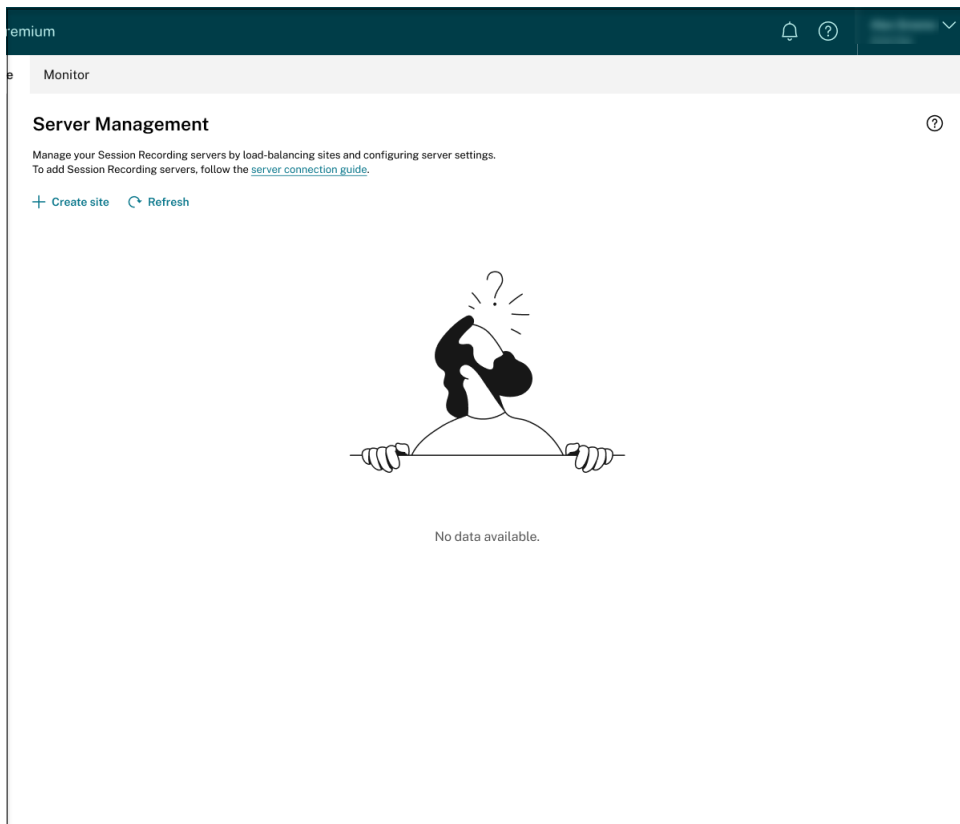 remium
e Monitor
Server Management
Manage your Session Recording servers by load-balancing sites and configuring server settings.
To add Session Recording servers, follow the server connection guide.
Create site Refresh
No data available.